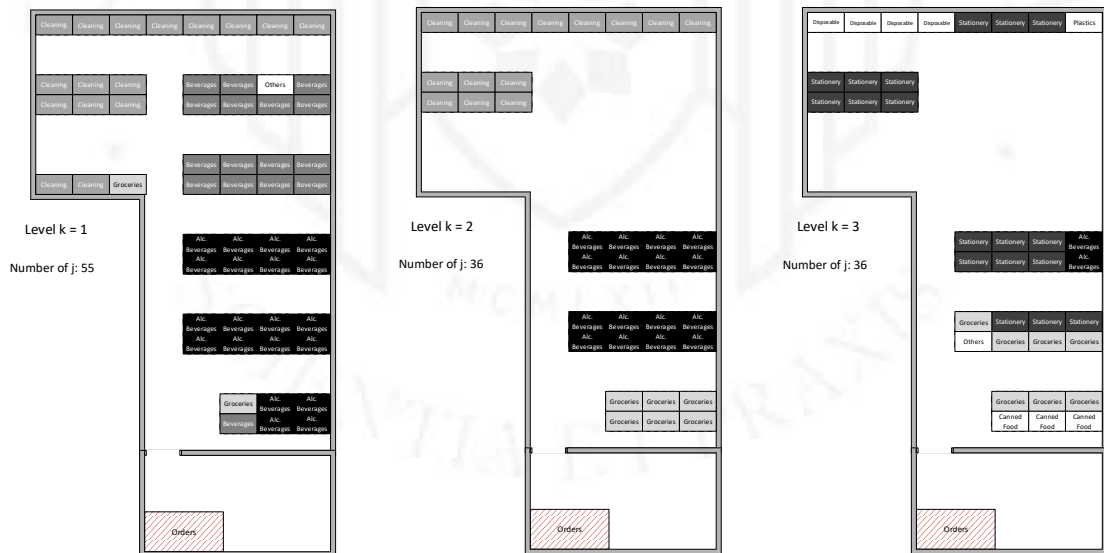 Cleaning Cleaning Cleaning Cleaning Cleaning Cleaning Cleaning Cleaning
Cleaning Cleaning Cleaning Beverages Beverages Others Beverages
Cleaning Cleaning Cleaning Beverages Beverages Beverages Beverages
Beverages Beverages Beverages Beverages
Cleaning Cleaning Groceries Beverages Beverages Beverages Beverages
Level k = 1
Number of j: 55
Alc. Alc. Alc. Alc.
Beverages Beverages Beverages Beverages
Alc. Alc. Alc. Alc.
Beverages Beverages Beverages Beverages
Alc. Alc. Alc. Alc.
Beverages Beverages Beverages Beverages
Alc. Alc. Alc. Alc.
Beverages Beverages Beverages Beverages
Groceries Alc. Alc.
Beverages Beverages
Beverages Alc. Alc.
Beverages Beverages
Orders
Cleaning Cleaning Cleaning Cleaning Cleaning Cleaning Cleaning Cleaning
Cleaning Cleaning Cleaning
Cleaning Cleaning Cleaning
Level k = 2
Number of j: 36
Alc. Alc. Alc. Alc.
Beverages Beverages Beverages Beverages
Alc. Alc. Alc. Alc.
Beverages Beverages Beverages Beverages
Alc. Alc. Alc. Alc.
Beverages Beverages Beverages Beverages
Alc. Alc. Alc. Alc.
Beverages Beverages Beverages Beverages
Groceries Groceries Groceries
Groceries Groceries Groceries
Orders
Disposable Disposable Disposable Disposable Stationery Stationery Stationery Plastics
Stationery Stationery Stationery
Stationery Stationery Stationery
Level k = 3
Number of j: 36
Stationery Stationery Stationery Alc.
Beverages
Stationery Stationery Stationery Alc.
Beverages
Groceries Stationery Stationery Stationery
Others Groceries Groceries Groceries
Groceries Groceries Groceries
Canned Canned Canned
Food Food Food
Orders
MCMLXII
ENTIA ET PRAXIS